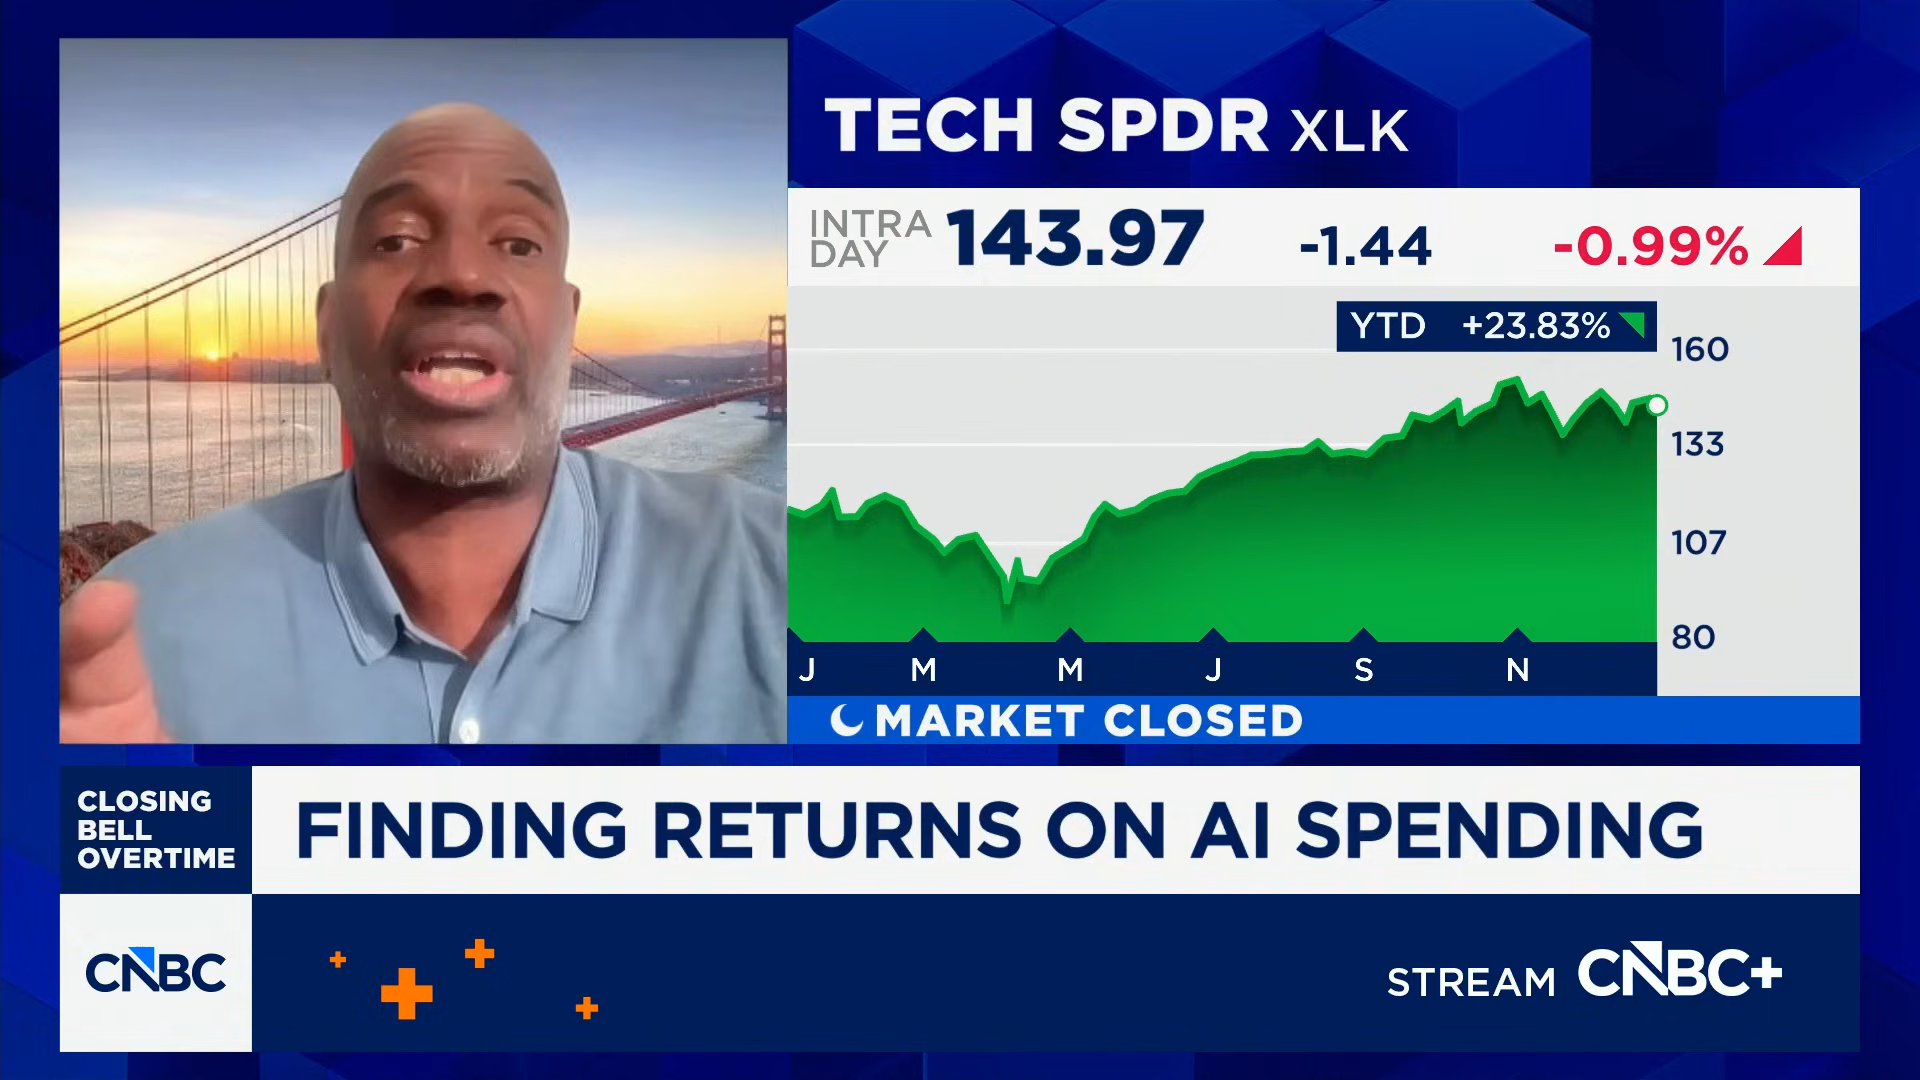 TECH SPDR XLK
INTRA DAY 143.97 -1.44 -0.99%
YTD +23.83%
160
133
107
80
J M M J S N
MARKET CLOSED
CLOSING
BELL
OVERTIME
FINDING RETURNS ON AI SPENDING
CNBC
STREAM CNBC+